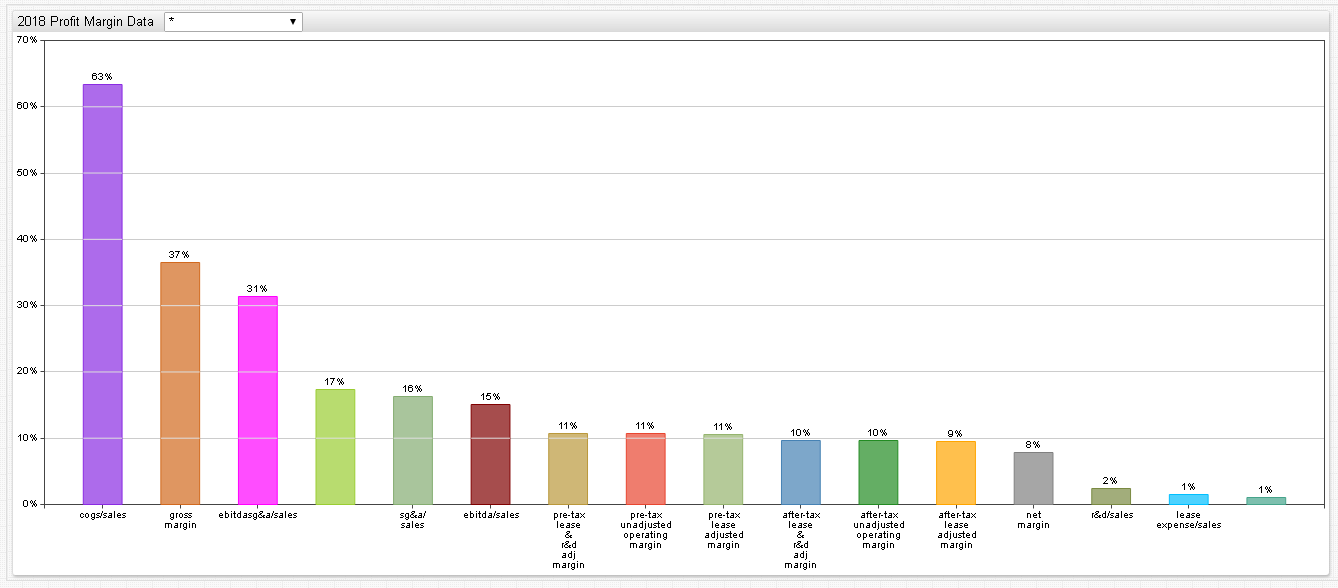 2018 Profit Margin Data * ▼
70%
60%
50%
40%
30%
20%
10%
0%
63%
37%
31%
17%
16%
15%
11%
11%
11%
10%
10%
9%
8%
2%
1%
1%
cogs/sales
gross
margin
ebitdasg&a/sales
sg&a/
sales
ebitda/sales
pre-tax
lease
&
r&d
adj
margin
pre-tax
unadjusted
operating
margin
pre-tax
lease
adjusted
margin
after-tax
lease
&
r&d
adj
margin
after-tax
unadjusted
operating
margin
after-tax
lease
adjusted
margin
net
margin
r&d/sales
lease
expense/sales